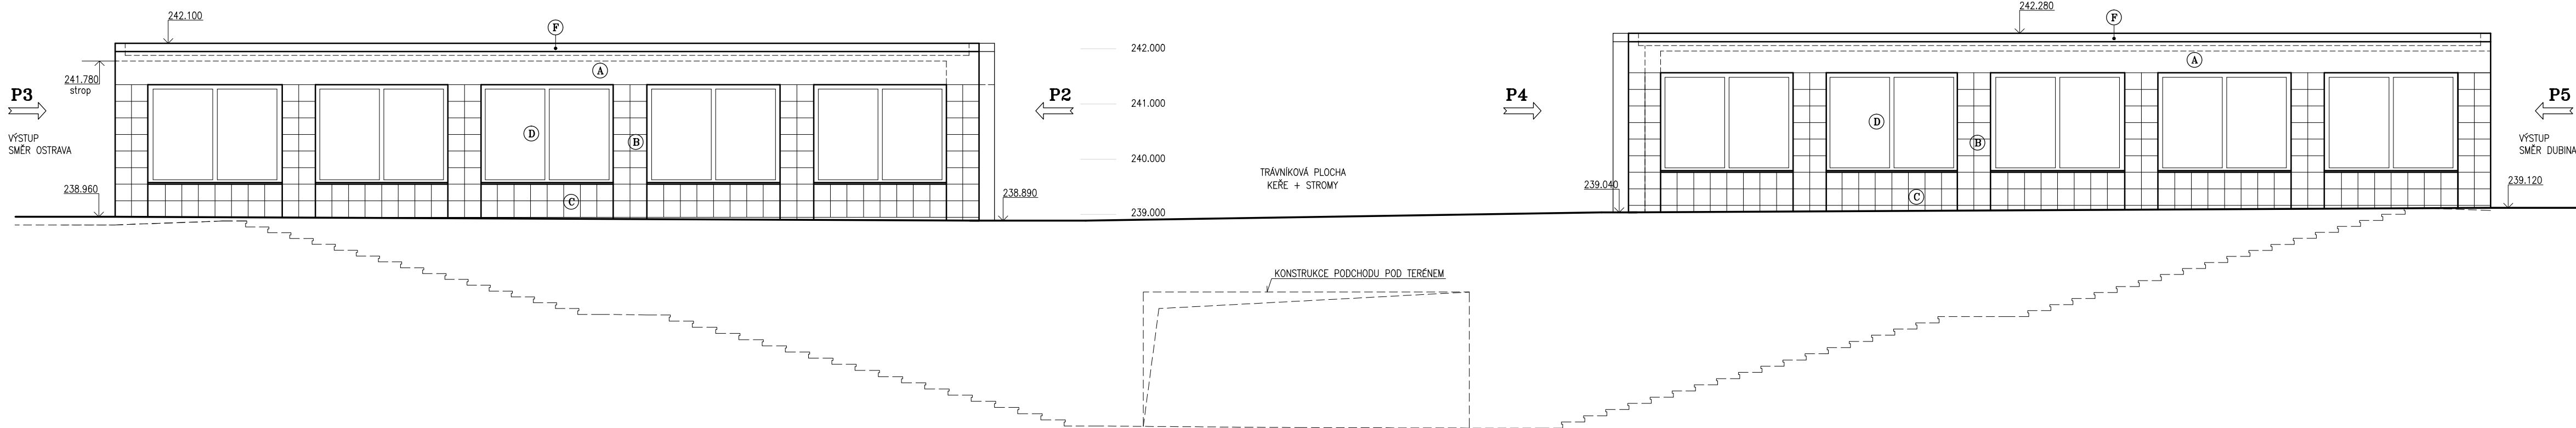 242.100
F
241.780
strop
A
P3
P2
VÝSTUP
SMĚR OSTRAVA
D
B
C
238.960
238.890
242.000
241.000
240.000
239.000
TRÁVNÍKOVÁ PLOCHA
KEŘE + STROMY
KONSTRUKCE PODCHODU POD TERÉNEM
242.280
F
A
P4
P5
D
B
C
VÝSTUP
SMĚR DUBINA
239.040
239.120